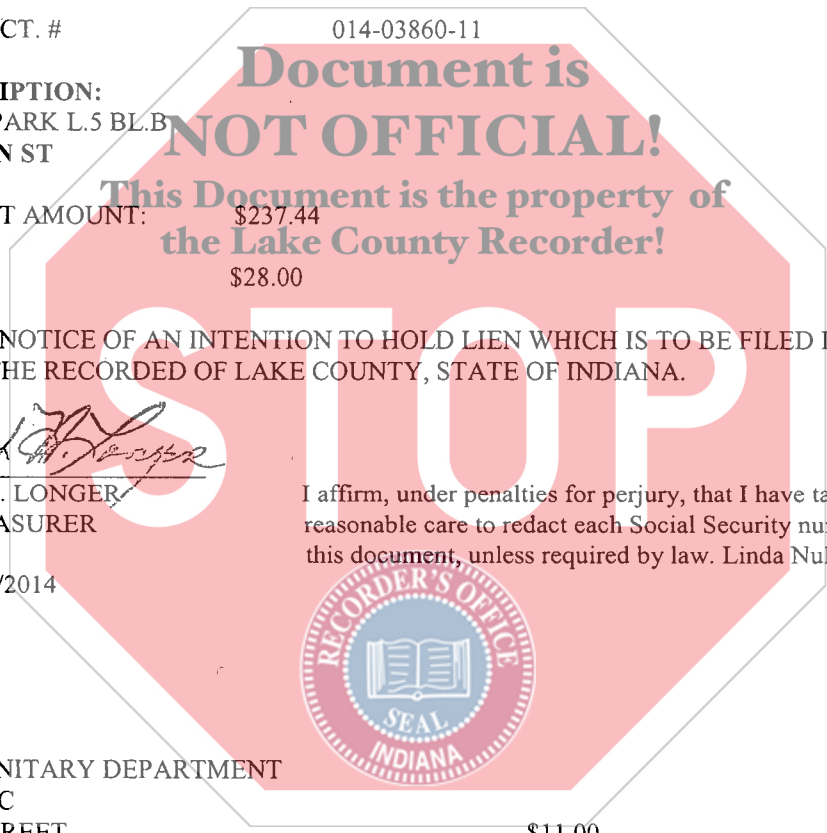 CT. # 014-03860-11
Document is
IPTION:
PARK L.5 BL.B
NOT OFFICIAL!
N ST
This Document is the property of
T AMOUNT: $237.44
the Lake County Recorder!
$28.00
NOTICE OF AN INTENTION TO HOLD LIEN WHICH IS TO BE FILED I
HE RECORDED OF LAKE COUNTY, STATE OF INDIANA.
STOP
. LONGER
ASURER
I affirm, under penalties for perjury, that I have ta
reasonable care to redact each Social Security nu
this document, unless required by law. Linda Nu
/2014
RECORDER'S OFFICE
SEAL
INDIANA
NITARY DEPARTMENT
C
REET
$11.00